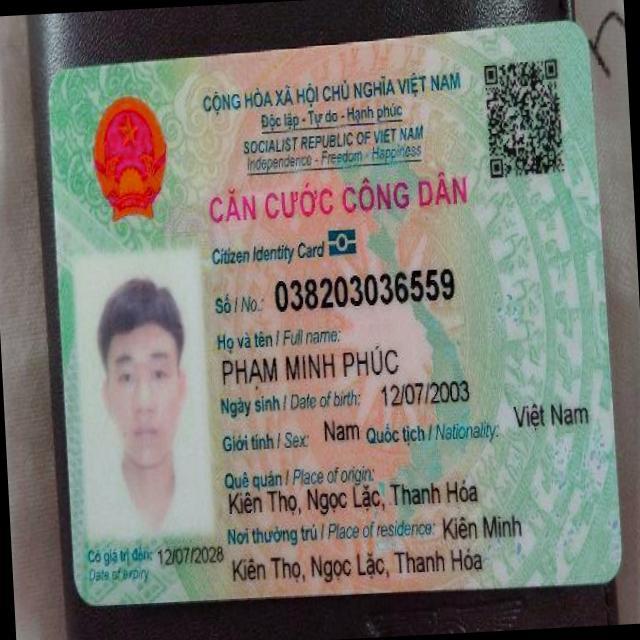 CỘNG HÒA XÃ HỘI CHỦ NGHĨA VIỆT NAM
Độc lập - Tự do - Hạnh phúc
SOCIALIST REPUBLIC OF VIET NAM
Independence - Freedom - Happiness
CĂN CƯỚC CÔNG DÂN
Citizen Identity Card
Số / No.: 038203036559
Họ và tên / Full name:
PHẠM MINH PHÚC
Ngày sinh / Date of birth: 12/07/2003
Giới tính / Sex: Nam Quốc tịch / Nationality: Việt Nam
Quê quán / Place of origin:
Kiên Thọ, Ngọc Lặc, Thanh Hóa
Nơi thường trú / Place of residence: Kiên Minh
Kiên Thọ, Ngọc Lặc, Thanh Hóa
Có giá trị đến: 12/07/2028
Date of expiry